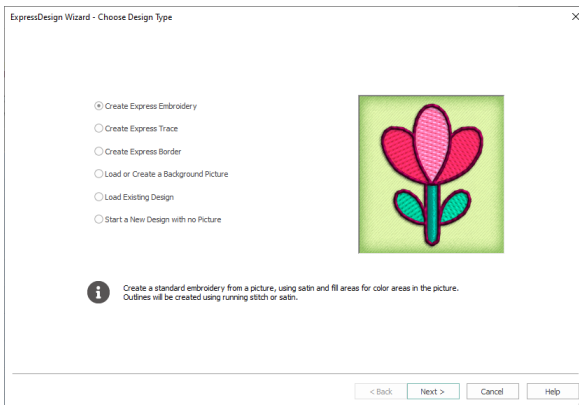 ExpressDesign Wizard - Choose Design Type
Create Express Embroidery
Create Express Trace
Create Express Border
Load or Create a Background Picture
Load Existing Design
Start a New Design with no Picture
Create a standard embroidery from a picture, using satin and fill areas for color areas in the picture.
Outlines will be created using running stitch or satin.
< Back Next > Cancel Help